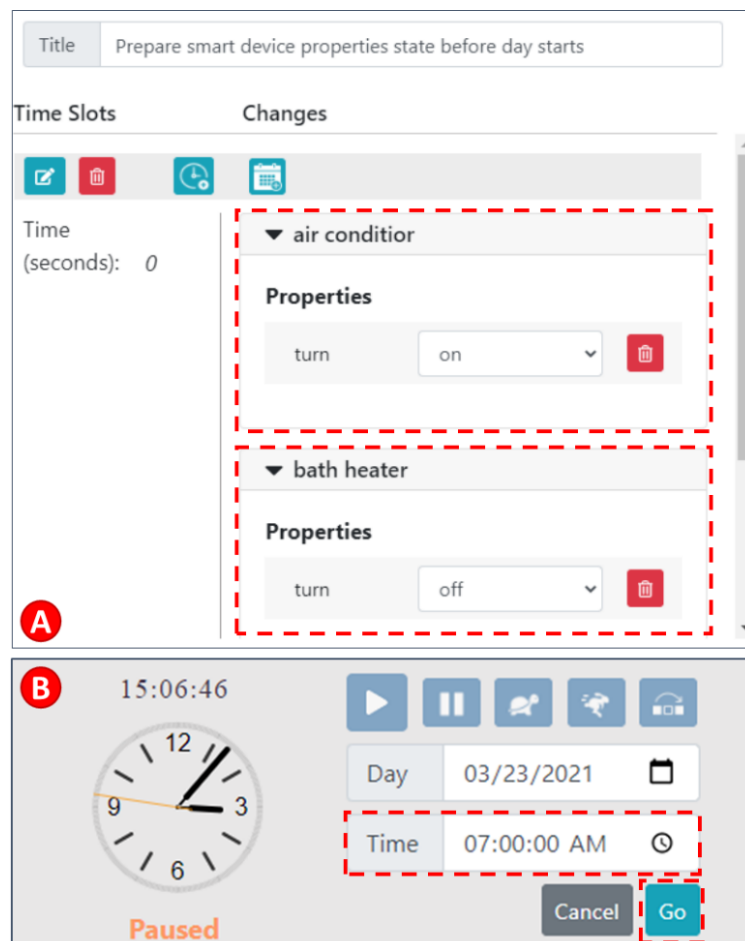 Title Prepare smart device properties state before day starts
Time Slots Changes
Time
(seconds): 0
air conditior
Properties
turn on
bath heater
Properties
turn off
A
B
15:06:46
12
9 3
6
Paused
Day 03/23/2021
Time 07:00:00 AM
Cancel Go